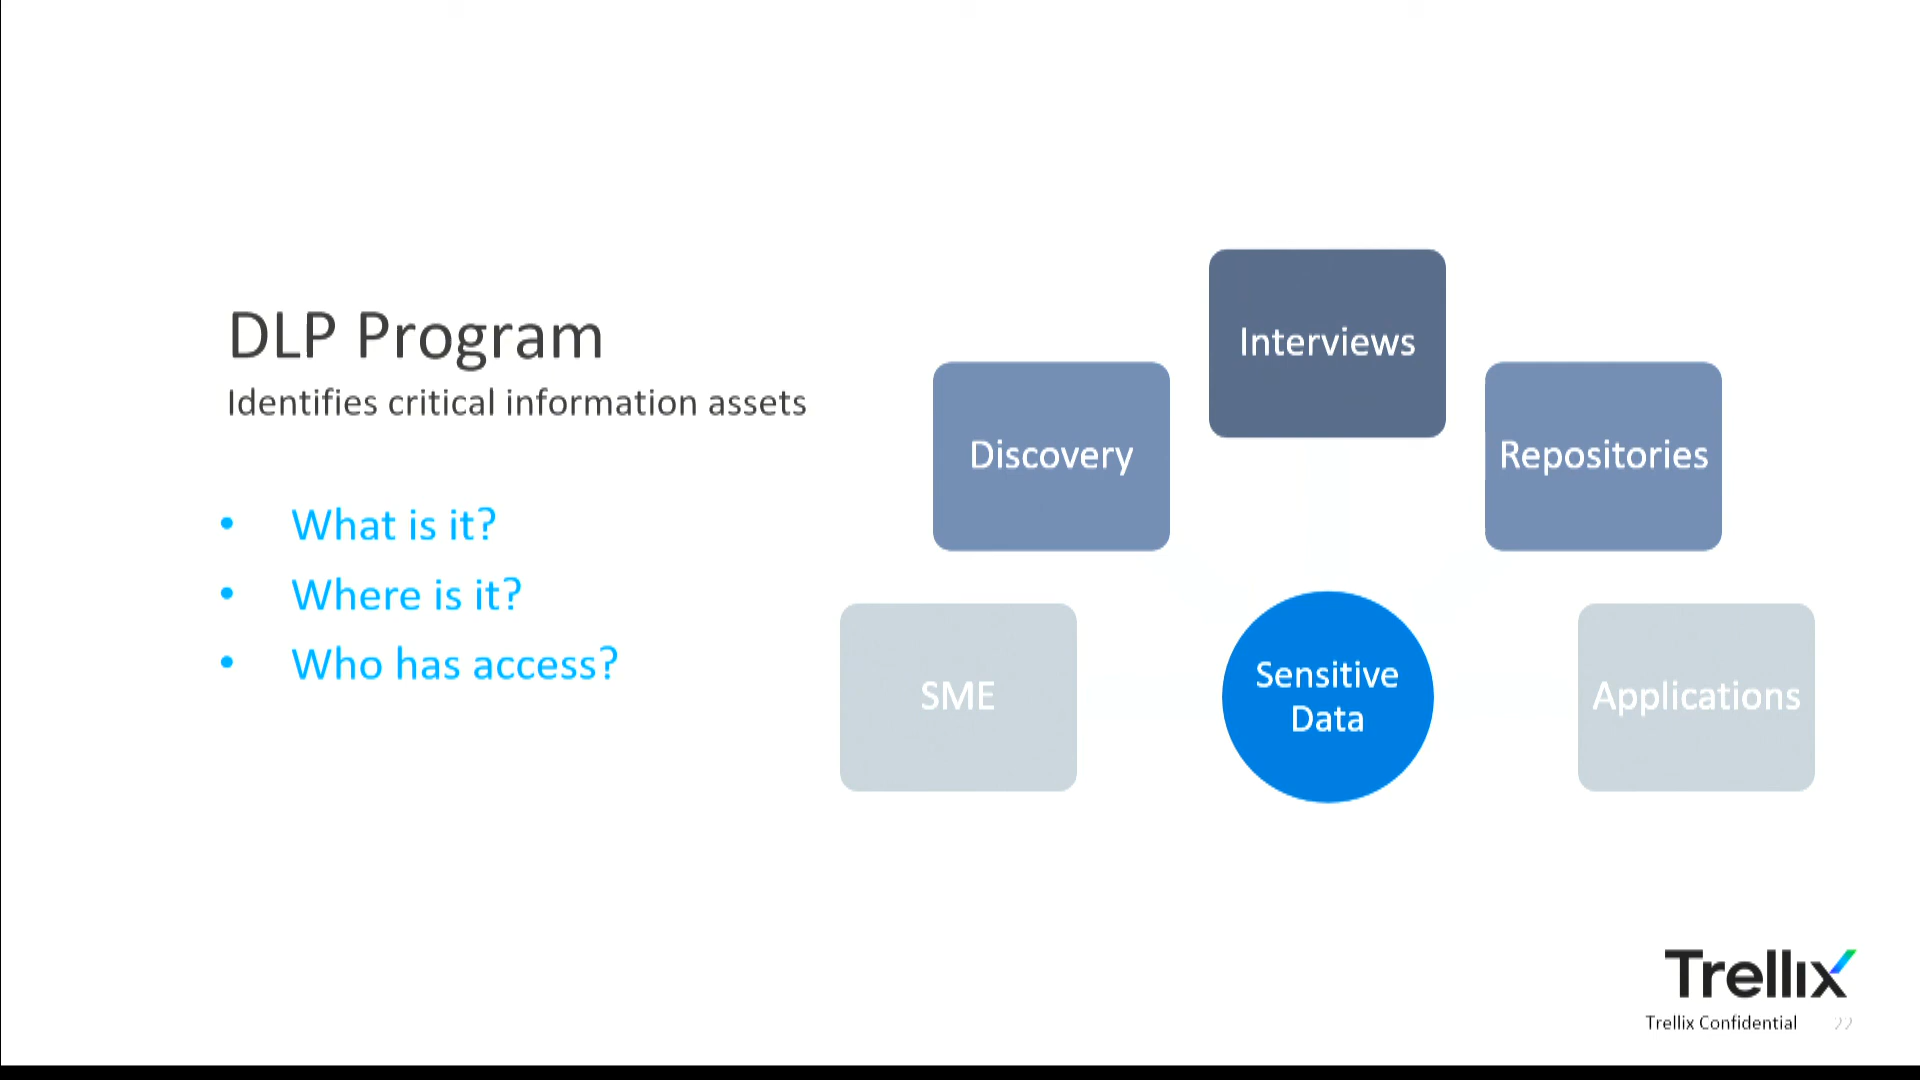 DLP Program
Identifies critical information assets
• What is it?
• Where is it?
• Who has access?
Interviews
Discovery
Repositories
SME
Sensitive
Data
Applications
Trellix
Trellix Confidential 22